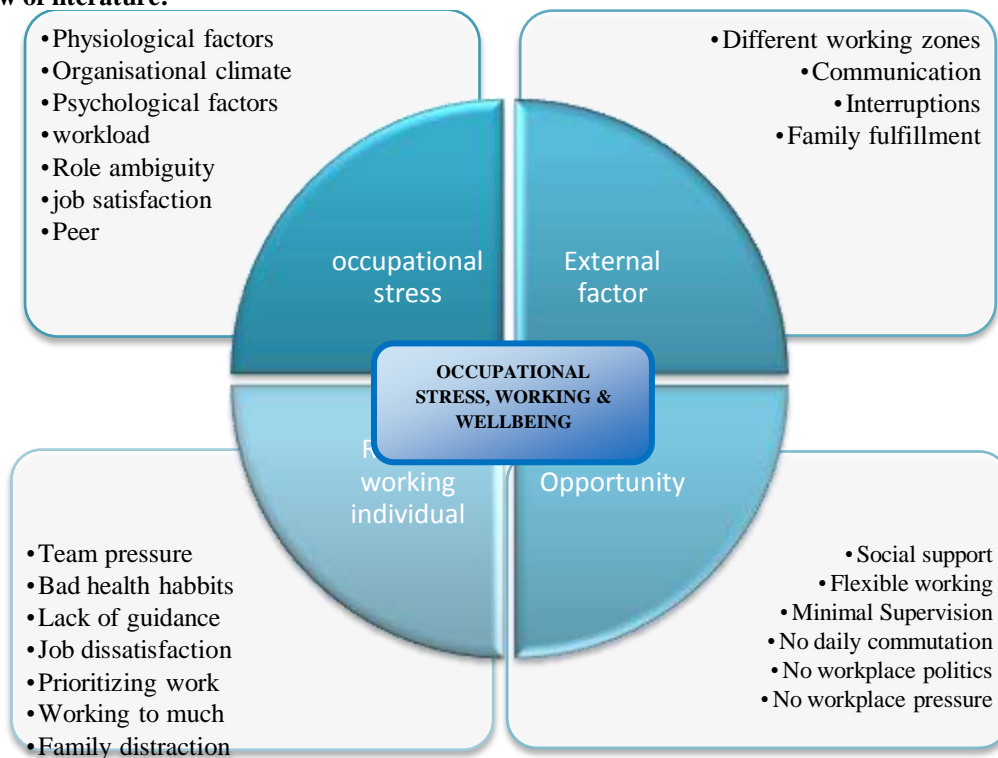 w of literature:
•Physiological factors
•Organisational climate
•Psychological factors
•workload
•Role ambiguity
•job satisfaction
•Peer
•Different working zones
•Communication
•Interruptions
•Family fulfillment
occupational
stress
External
factor
OCCUPATIONAL
STRESS, WORKING &
WELLBEING
working
individual
Opportunity
•Team pressure
•Bad health habbits
•Lack of guidance
•Job dissatisfaction
•Prioritizing work
•Working to much
•Family distraction
•Social support
•Flexible working
•Minimal Supervision
•No daily commutation
•No workplace politics
•No workplace pressure